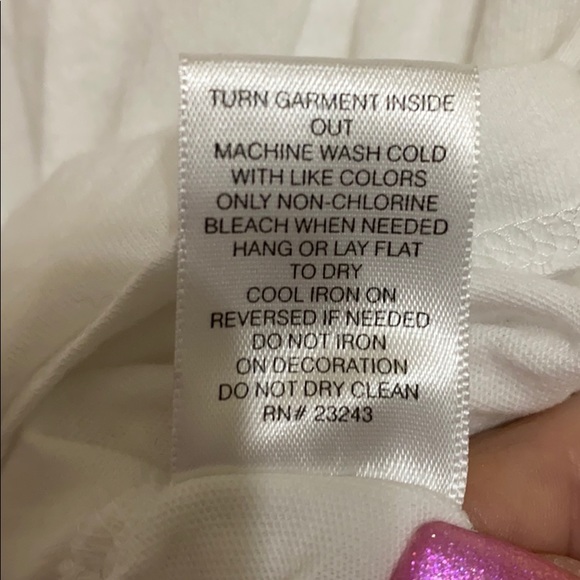 TURN GARMENT INSIDE
OUT
MACHINE WASH COLD
WITH LIKE COLORS
ONLY NON-CHLORINE
BLEACH WHEN NEEDED
HANG OR LAY FLAT
TO DRY
COOL IRON ON
REVERSED IF NEEDED
DO NOT IRON
ON DECORATION
DO NOT DRY CLEAN
RN# 23243